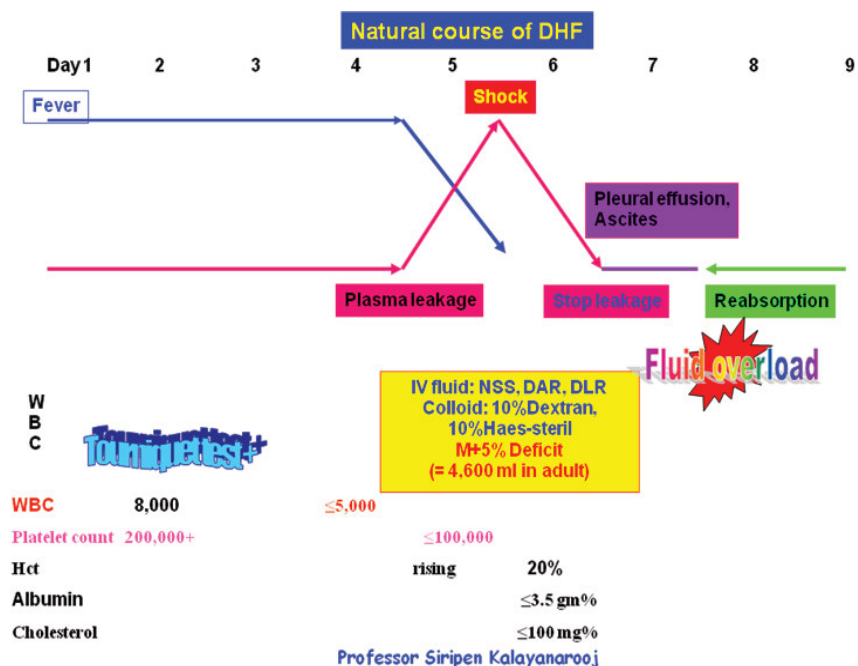 Natural course of DHF
Day 1 2 3 4 5 6 7 8 9
Fever
Shock
Pleural effusion,
Ascites
Plasma leakage
Stop leakage
Reabsorption
Fluid overload
IV fluid: NSS, DAR, DLR
Colloid: 10%Dextran,
10%Haes-steril
M+5% Deficit
(= 4,600 ml in adult)
W
B
C
Tourniquet test+
WBC 8,000 ≤5,000
Platelet count 200,000+ ≤100,000
Hct rising 20%
Albumin ≤3.5 gm%
Cholesterol ≤100 mg%
Professor Siripen Kalayanarooj